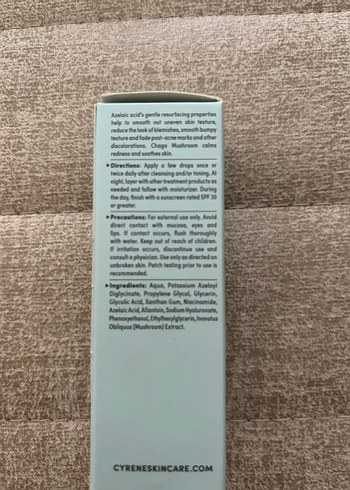 Azelaic acid's gentle resurfacing properties
help to smooth out uneven skin texture,
reduce the look of blemishes, smooth bumpy
texture and fade post-acne marks and other
discolorations. Chaga Mushroom calms
redness and soothes skin.
▸Directions: Apply a few drops once or
twice daily after cleansing and/or toning. At
night, layer with other treatment products as
needed and follow with moisturizer. During
the day, finish with a sunscreen rated SPF 30
or greater.
▸Precautions: For external use only. Avoid
direct contact with mucosa, eyes and
lips. If contact occurs, flush thoroughly
with water. Keep out of reach of children.
If irritation occurs, discontinue use and
consult a physician. Use only as directed on
unbroken skin. Patch testing prior to use is
recommended.
▸Ingredients: Aqua, Potassium Azeloyl
Diglycinate, Propylene Glycol, Glycerin,
Glycolic Acid, Xanthan Gum, Niacinamide,
Azelaic Acid, Allantoin, Sodium Hyaluronate,
Phenoxyethanol, Ethylhexylglycerin, Inonotus
Obliquus (Mushroom) Extract.
CYRENESKINCARE.COM